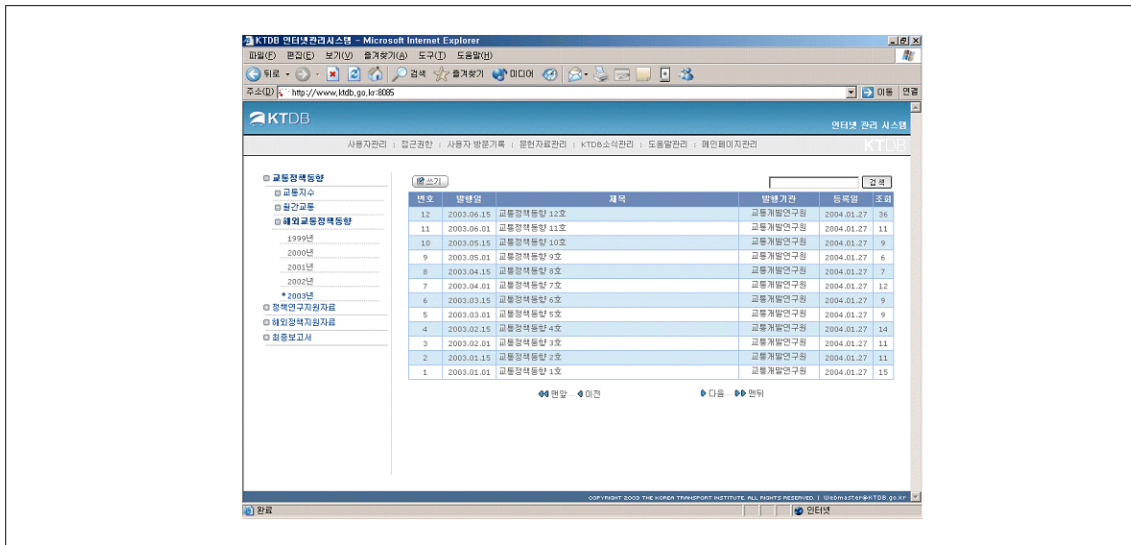 KTDB 인터넷관리시스템 - Microsoft Internet Explorer
파일(F) 편집(E) 보기(V) 즐겨찾기(A) 도구(T) 도움말(H)
뒤로 검색 즐겨찾기 미디어
주소(D) http://www.ktdb.go.kr:8085 이동 연결
KTDB
인터넷 관리 시스템
사용자관리 : 접근권한 : 사용자 방문기록 : 문헌자료관리 : KTDB소식관리 : 도움말관리 : 메인페이지관리
KTDB
교통정책동향
교통지수
월간교통
해외교통정책동향
1999년
2000년
2001년
2002년
*2003년
정책연구지원자료
해외정책지원자료
최종보고서
쓰기 검색
번호 발행일 제목 발행기관 등록일 조회
12 2003.06.15 교통정책동향 12호 교통개발연구원 2004.01.27 36
11 2003.06.01 교통정책동향 11호 교통개발연구원 2004.01.27 11
10 2003.05.15 교통정책동향 10호 교통개발연구원 2004.01.27 9
9 2003.05.01 교통정책동향 9호 교통개발연구원 2004.01.27 6
8 2003.04.15 교통정책동향 8호 교통개발연구원 2004.01.27 7
7 2003.04.01 교통정책동향 7호 교통개발연구원 2004.01.27 12
6 2003.03.15 교통정책동향 6호 교통개발연구원 2004.01.27 9
5 2003.03.01 교통정책동향 5호 교통개발연구원 2004.01.27 9
4 2003.02.15 교통정책동향 4호 교통개발연구원 2004.01.27 14
3 2003.02.01 교통정책동향 3호 교통개발연구원 2004.01.27 11
2 2003.01.15 교통정책동향 2호 교통개발연구원 2004.01.27 11
1 2003.01.01 교통정책동향 1호 교통개발연구원 2004.01.27 15
맨앞 이전 다음 맨뒤
COPYRIGHT 2003 THE KOREA TRANSPORT INSTITUTE. ALL RIGHTS RESERVED. | Webmaster@KTDB.go.kr
완료 인터넷